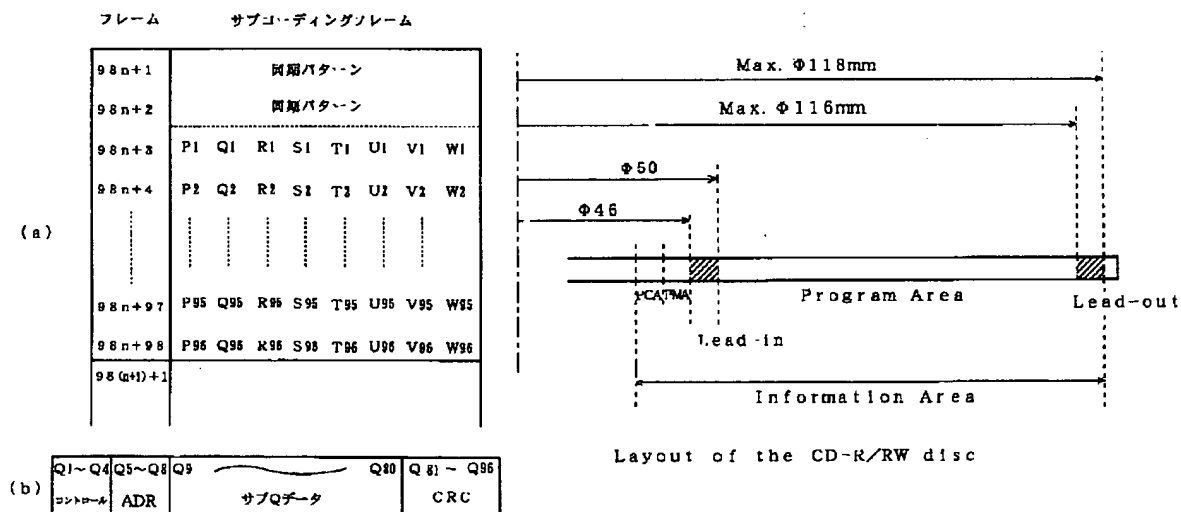 フレーム サブコーディングフレーム
98n+1 同期パターン
98n+2 同期パターン
98n+3 P1 Q1 R1 S1 T1 U1 V1 W1
98n+4 P2 Q2 R2 S2 T2 U2 V2 W2
(a)
98n+97 P95 Q95 R95 S95 T95 U95 V95 W95
98n+98 P96 Q96 R96 S96 T96 U96 V96 W96
98(n+1)+1
(b)
Q1~Q4 Q5~Q8 Q9 Q80 Q81~Q96
コントロール ADR サブQデータ CRC
Max. Φ118mm
Max. Φ116mm
Φ50
Φ46
PCA TMA Program Area Lead-out
Lead-in
Information Area
Layout of the CD-R/RW disc